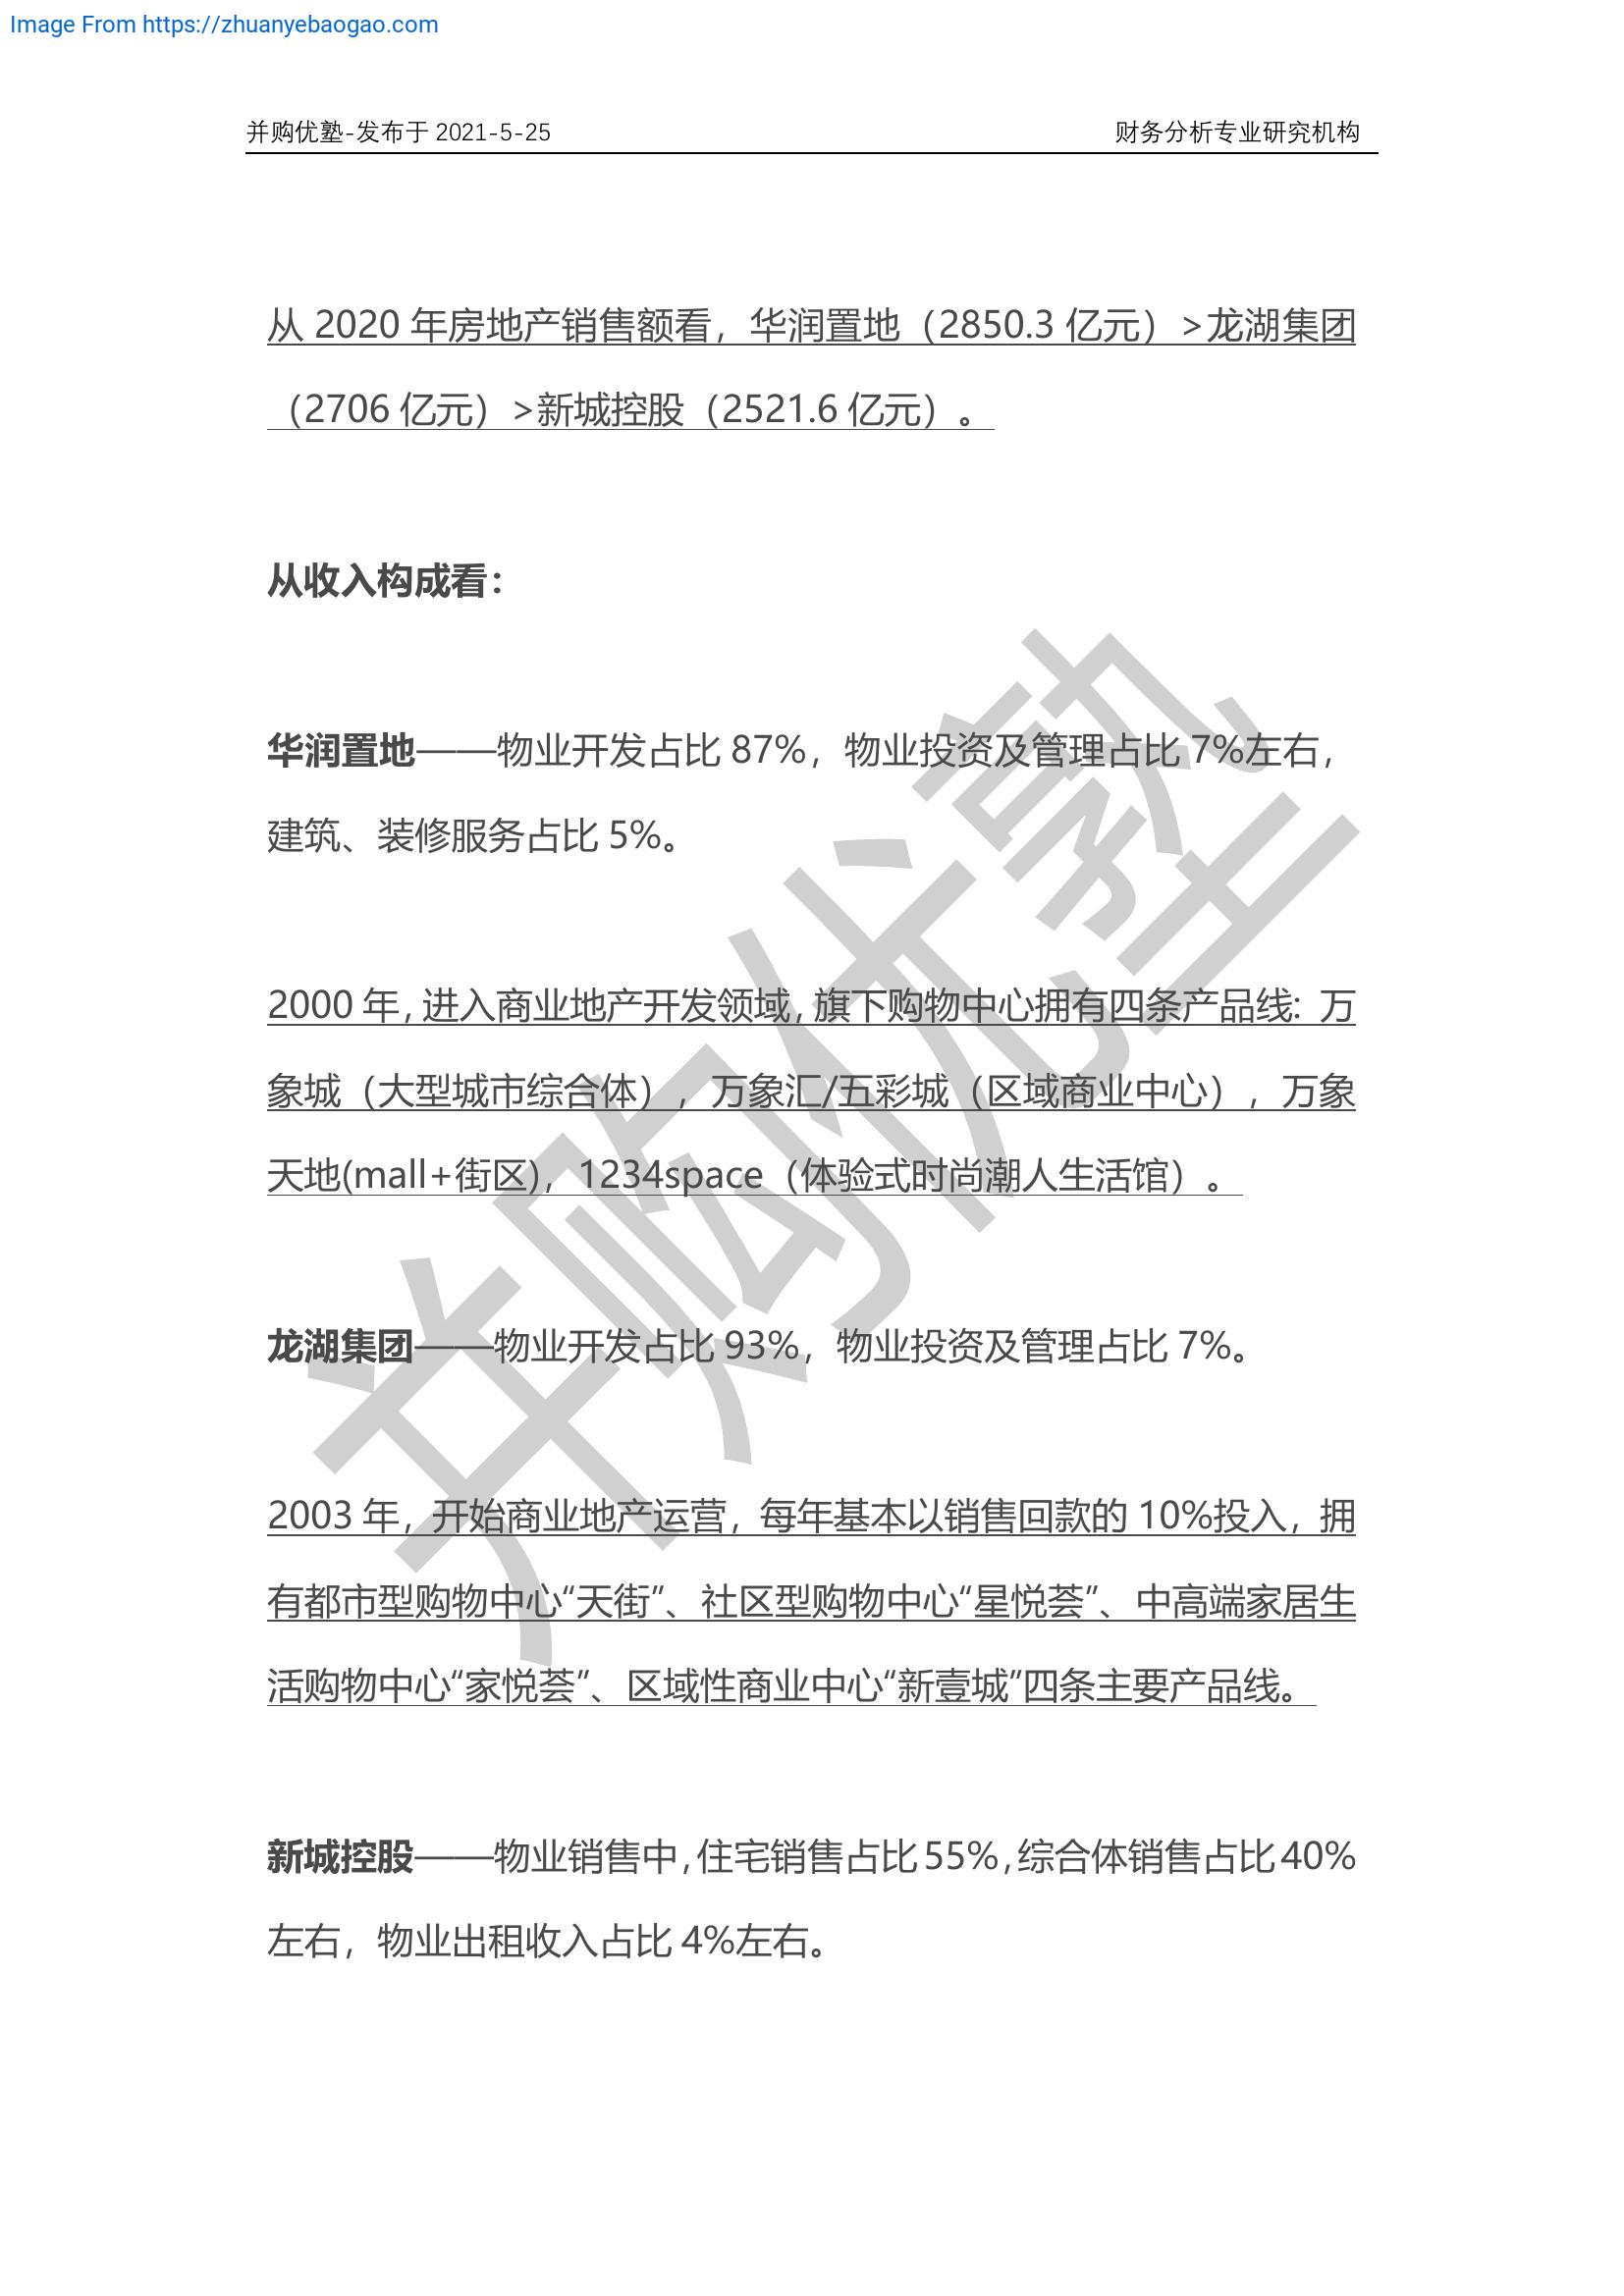 Image From https://zhuanyebaogao.com
并购优塾-发布于 2021-5-25 财务分析专业研究机构
从 2020 年房地产销售额看，华润置地（2850.3 亿元）>龙湖集团
（2706 亿元）>新城控股（2521.6 亿元）。
从收入构成看：
华润置地——物业开发占比 87%，物业投资及管理占比 7%左右，
建筑、装修服务占比 5%。
2000 年，进入商业地产开发领域，旗下购物中心拥有四条产品线：万
象城（大型城市综合体），万象汇/五彩城（区域商业中心），万象
天地(mall+街区)，1234space（体验式时尚潮人生活馆）。
龙湖集团——物业开发占比 93%，物业投资及管理占比 7%。
2003 年，开始商业地产运营，每年基本以销售回款的 10%投入，拥
有都市型购物中心“天街”、社区型购物中心“星悦荟”、中高端家居生
活购物中心“家悦荟”、区域性商业中心“新壹城”四条主要产品线。
新城控股——物业销售中，住宅销售占比 55%，综合体销售占比 40%
左右，物业出租收入占比 4%左右。
并购优塾